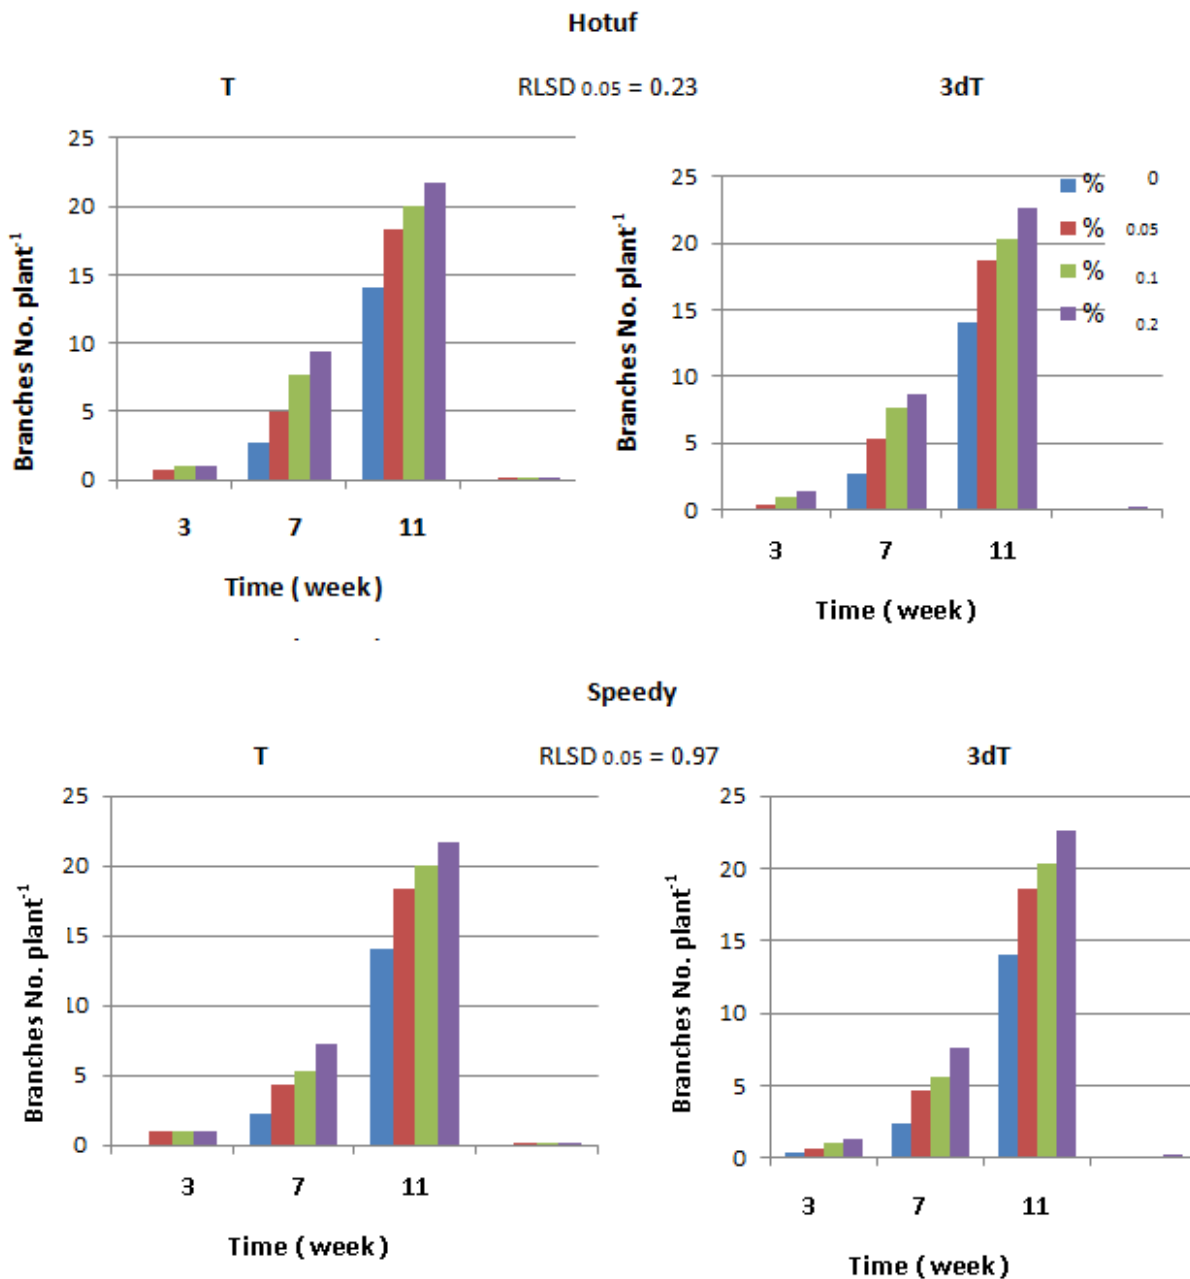 Hotuf
T
RLSD 0.05 = 0.23
3dT
25
20
15
10
5
0
Branches No. plant-1
3 7 11
Time ( week )
25
20
15
10
5
0
Branches No. plant-1
% 0
% 0.05
% 0.1
% 0.2
3 7 11
Time ( week )
Speedy
T
RLSD 0.05 = 0.97
3dT
25
20
15
10
5
0
Branches No. plant-1
3 7 11
Time ( week )
25
20
15
10
5
0
Branches No. plant-1
3 7 11
Time ( week )